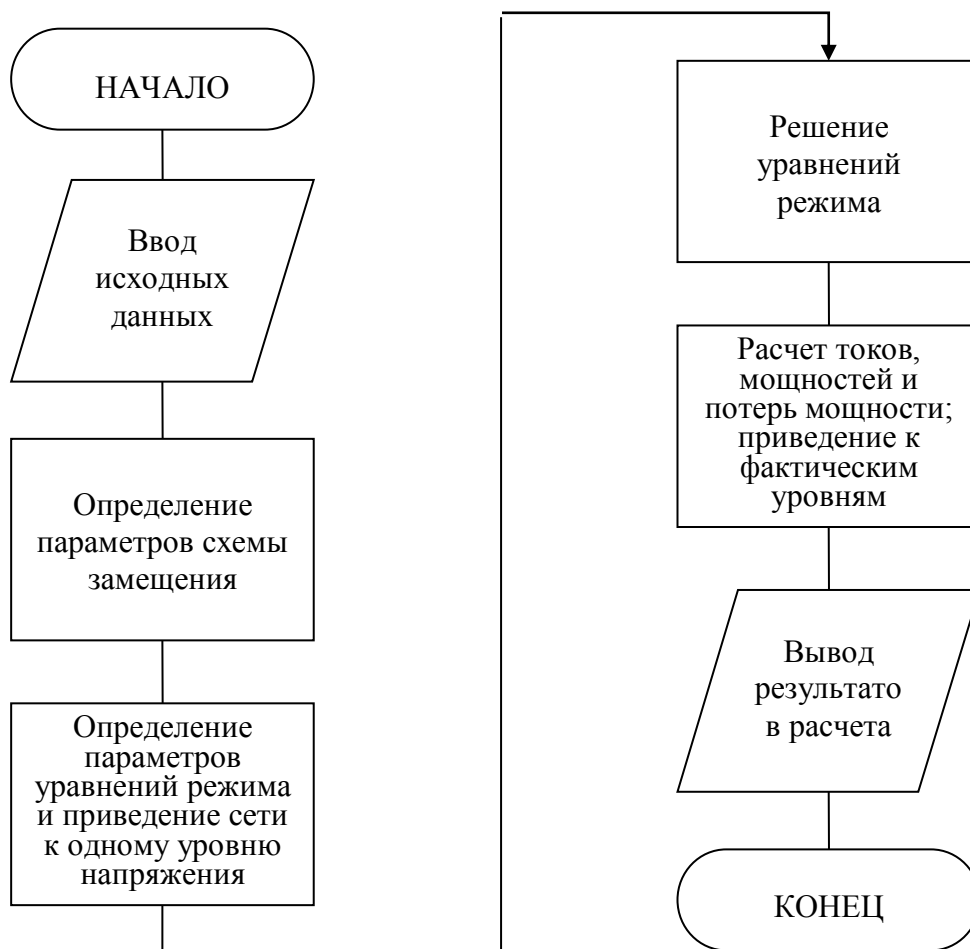 НАЧАЛО
Ввод
исходных
данных
Определение
параметров схемы
замещения
Определение
параметров
уравнений режима
и приведение сети
к одному уровню
напряжения
Решение
уравнений
режима
Расчет токов,
мощностей и
потерь мощности;
приведение к
фактическим
уровням
Вывод
результато
в расчета
КОНЕЦ